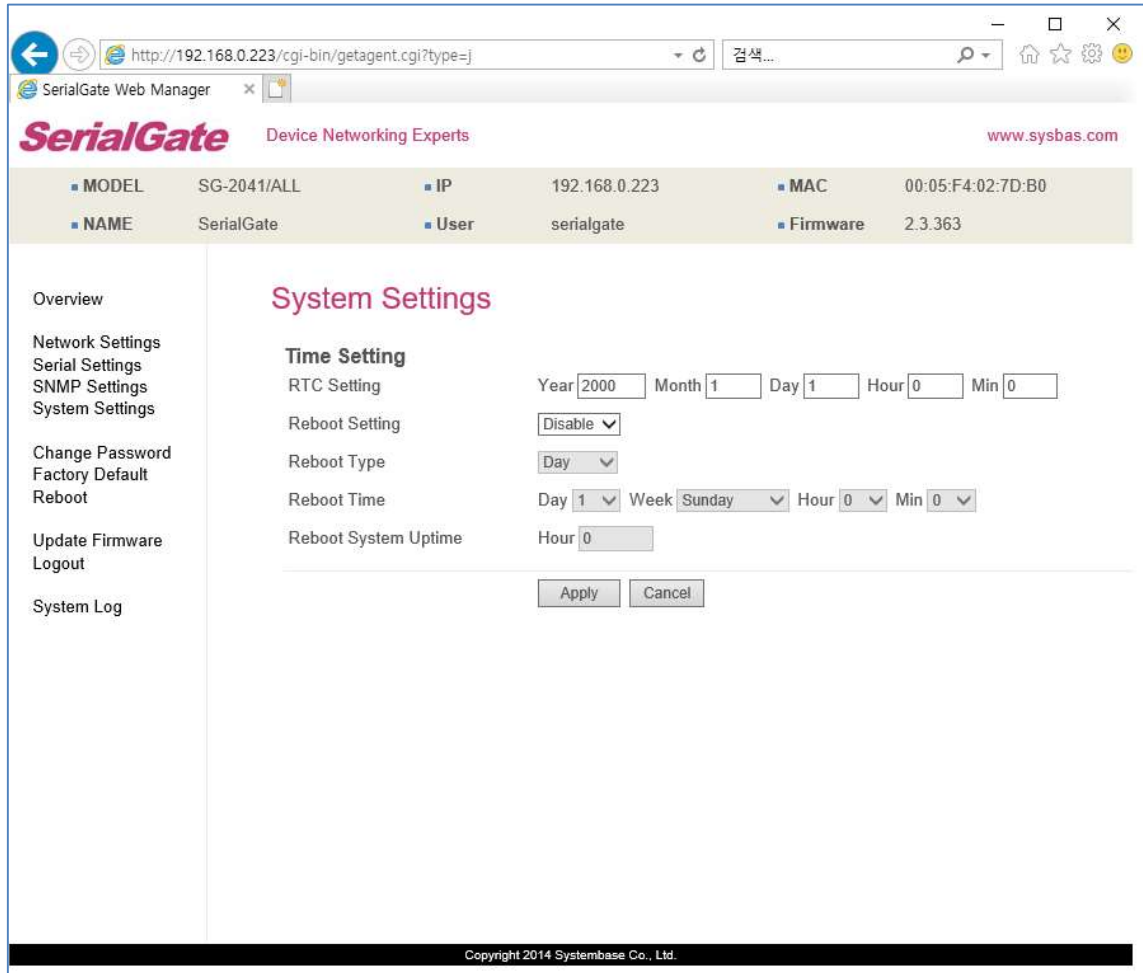 http://192.168.0.223/cgi-bin/getagent.cgi?type=j 검색...
SerialGate Web Manager
SerialGate Device Networking Experts www.sysbas.com
MODEL SG-2041/ALL IP 192.168.0.223 MAC 00:05:F4:02:7D:B0
NAME SerialGate User serialgate Firmware 2.3.363
Overview
Network Settings
Serial Settings
SNMP Settings
System Settings
Change Password
Factory Default
Reboot
Update Firmware
Logout
System Log
System Settings
Time Setting
RTC Setting Year 2000 Month 1 Day 1 Hour 0 Min 0
Reboot Setting Disable
Reboot Type Day
Reboot Time Day 1 Week Sunday Hour 0 Min 0
Reboot System Uptime Hour 0
Apply Cancel
Copyright 2014 Systembase Co., Ltd.